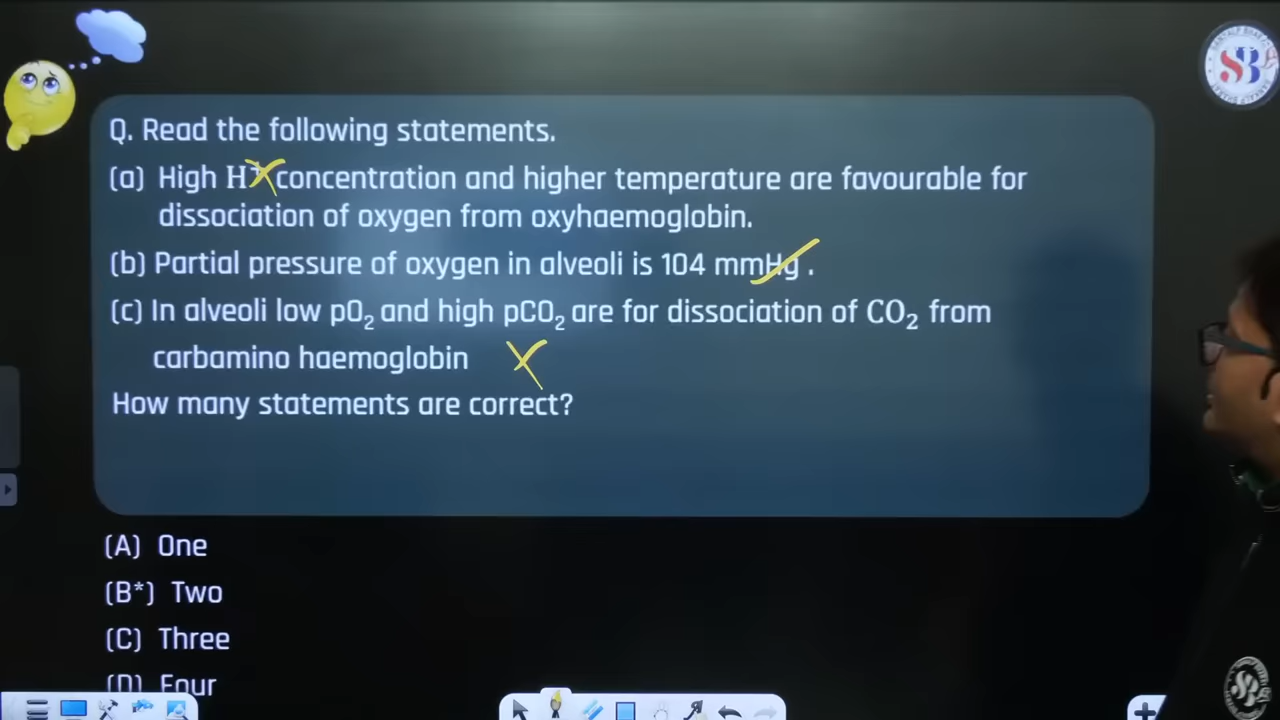 SB
Q. Read the following statements.
(a) High H⁺ concentration and higher temperature are favourable for
dissociation of oxygen from oxyhaemoglobin.
(b) Partial pressure of oxygen in alveoli is 104 mmHg .
(c) In alveoli low pO₂ and high pCO₂ are for dissociation of CO₂ from
carbamino haemoglobin
How many statements are correct?
(A) One
(B*) Two
(C) Three
(D) Four